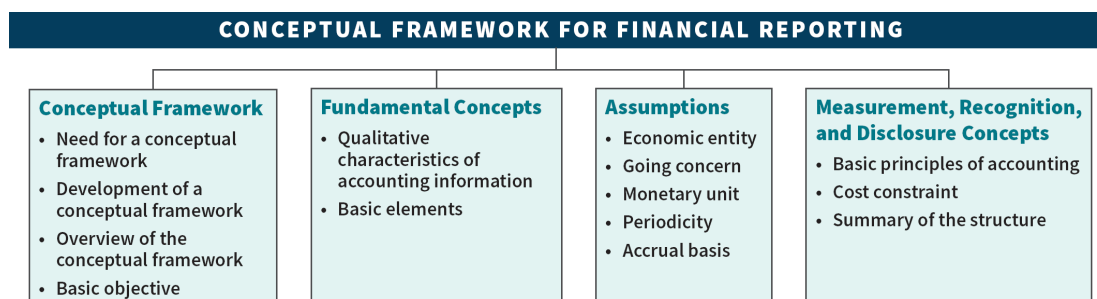 CONCEPTUAL FRAMEWORK FOR FINANCIAL REPORTING
Conceptual Framework
• Need for a conceptual
framework
• Development of a
conceptual framework
• Overview of the
conceptual framework
• Basic objective
Fundamental Concepts
• Qualitative
characteristics of
accounting information
• Basic elements
Assumptions
• Economic entity
• Going concern
• Monetary unit
• Periodicity
• Accrual basis
Measurement, Recognition,
and Disclosure Concepts
• Basic principles of accounting
• Cost constraint
• Summary of the structure